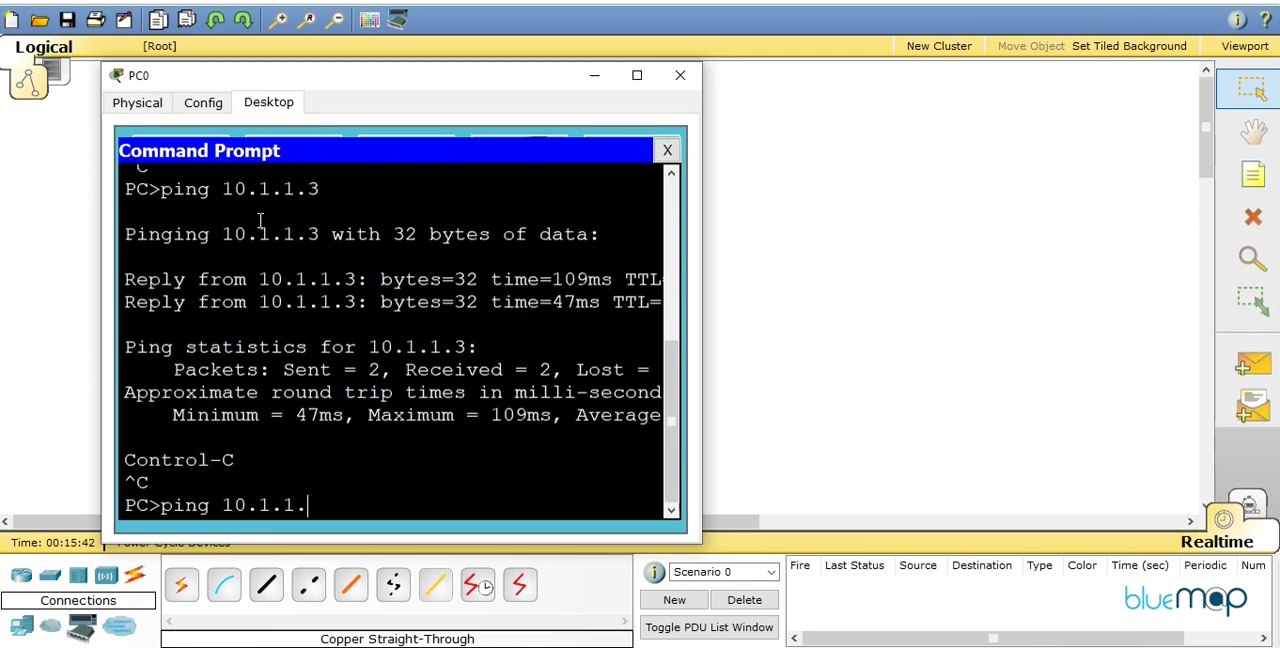 Logical
[Root]
New Cluster
Move Object
Set Tiled Background
Viewport
PC0
Physical
Config
Desktop
Command Prompt
X
PC>ping 10.1.1.3
Pinging 10.1.1.3 with 32 bytes of data:
Reply from 10.1.1.3: bytes=32 time=109ms TTL
Reply from 10.1.1.3: bytes=32 time=47ms TTL=
Ping statistics for 10.1.1.3:
Packets: Sent = 2, Received = 2, Lost =
Approximate round trip times in milli-second
Minimum = 47ms, Maximum = 109ms, Average
Control-C
^C
PC>ping 10.1.1.
Time: 00:15:42
Realtime
Connections
Copper Straight-Through
Scenario 0
New
Delete
Toggle PDU List Window
Fire
Last Status
Source
Destination
Type
Color
Time (sec)
Periodic
Num
bluemap